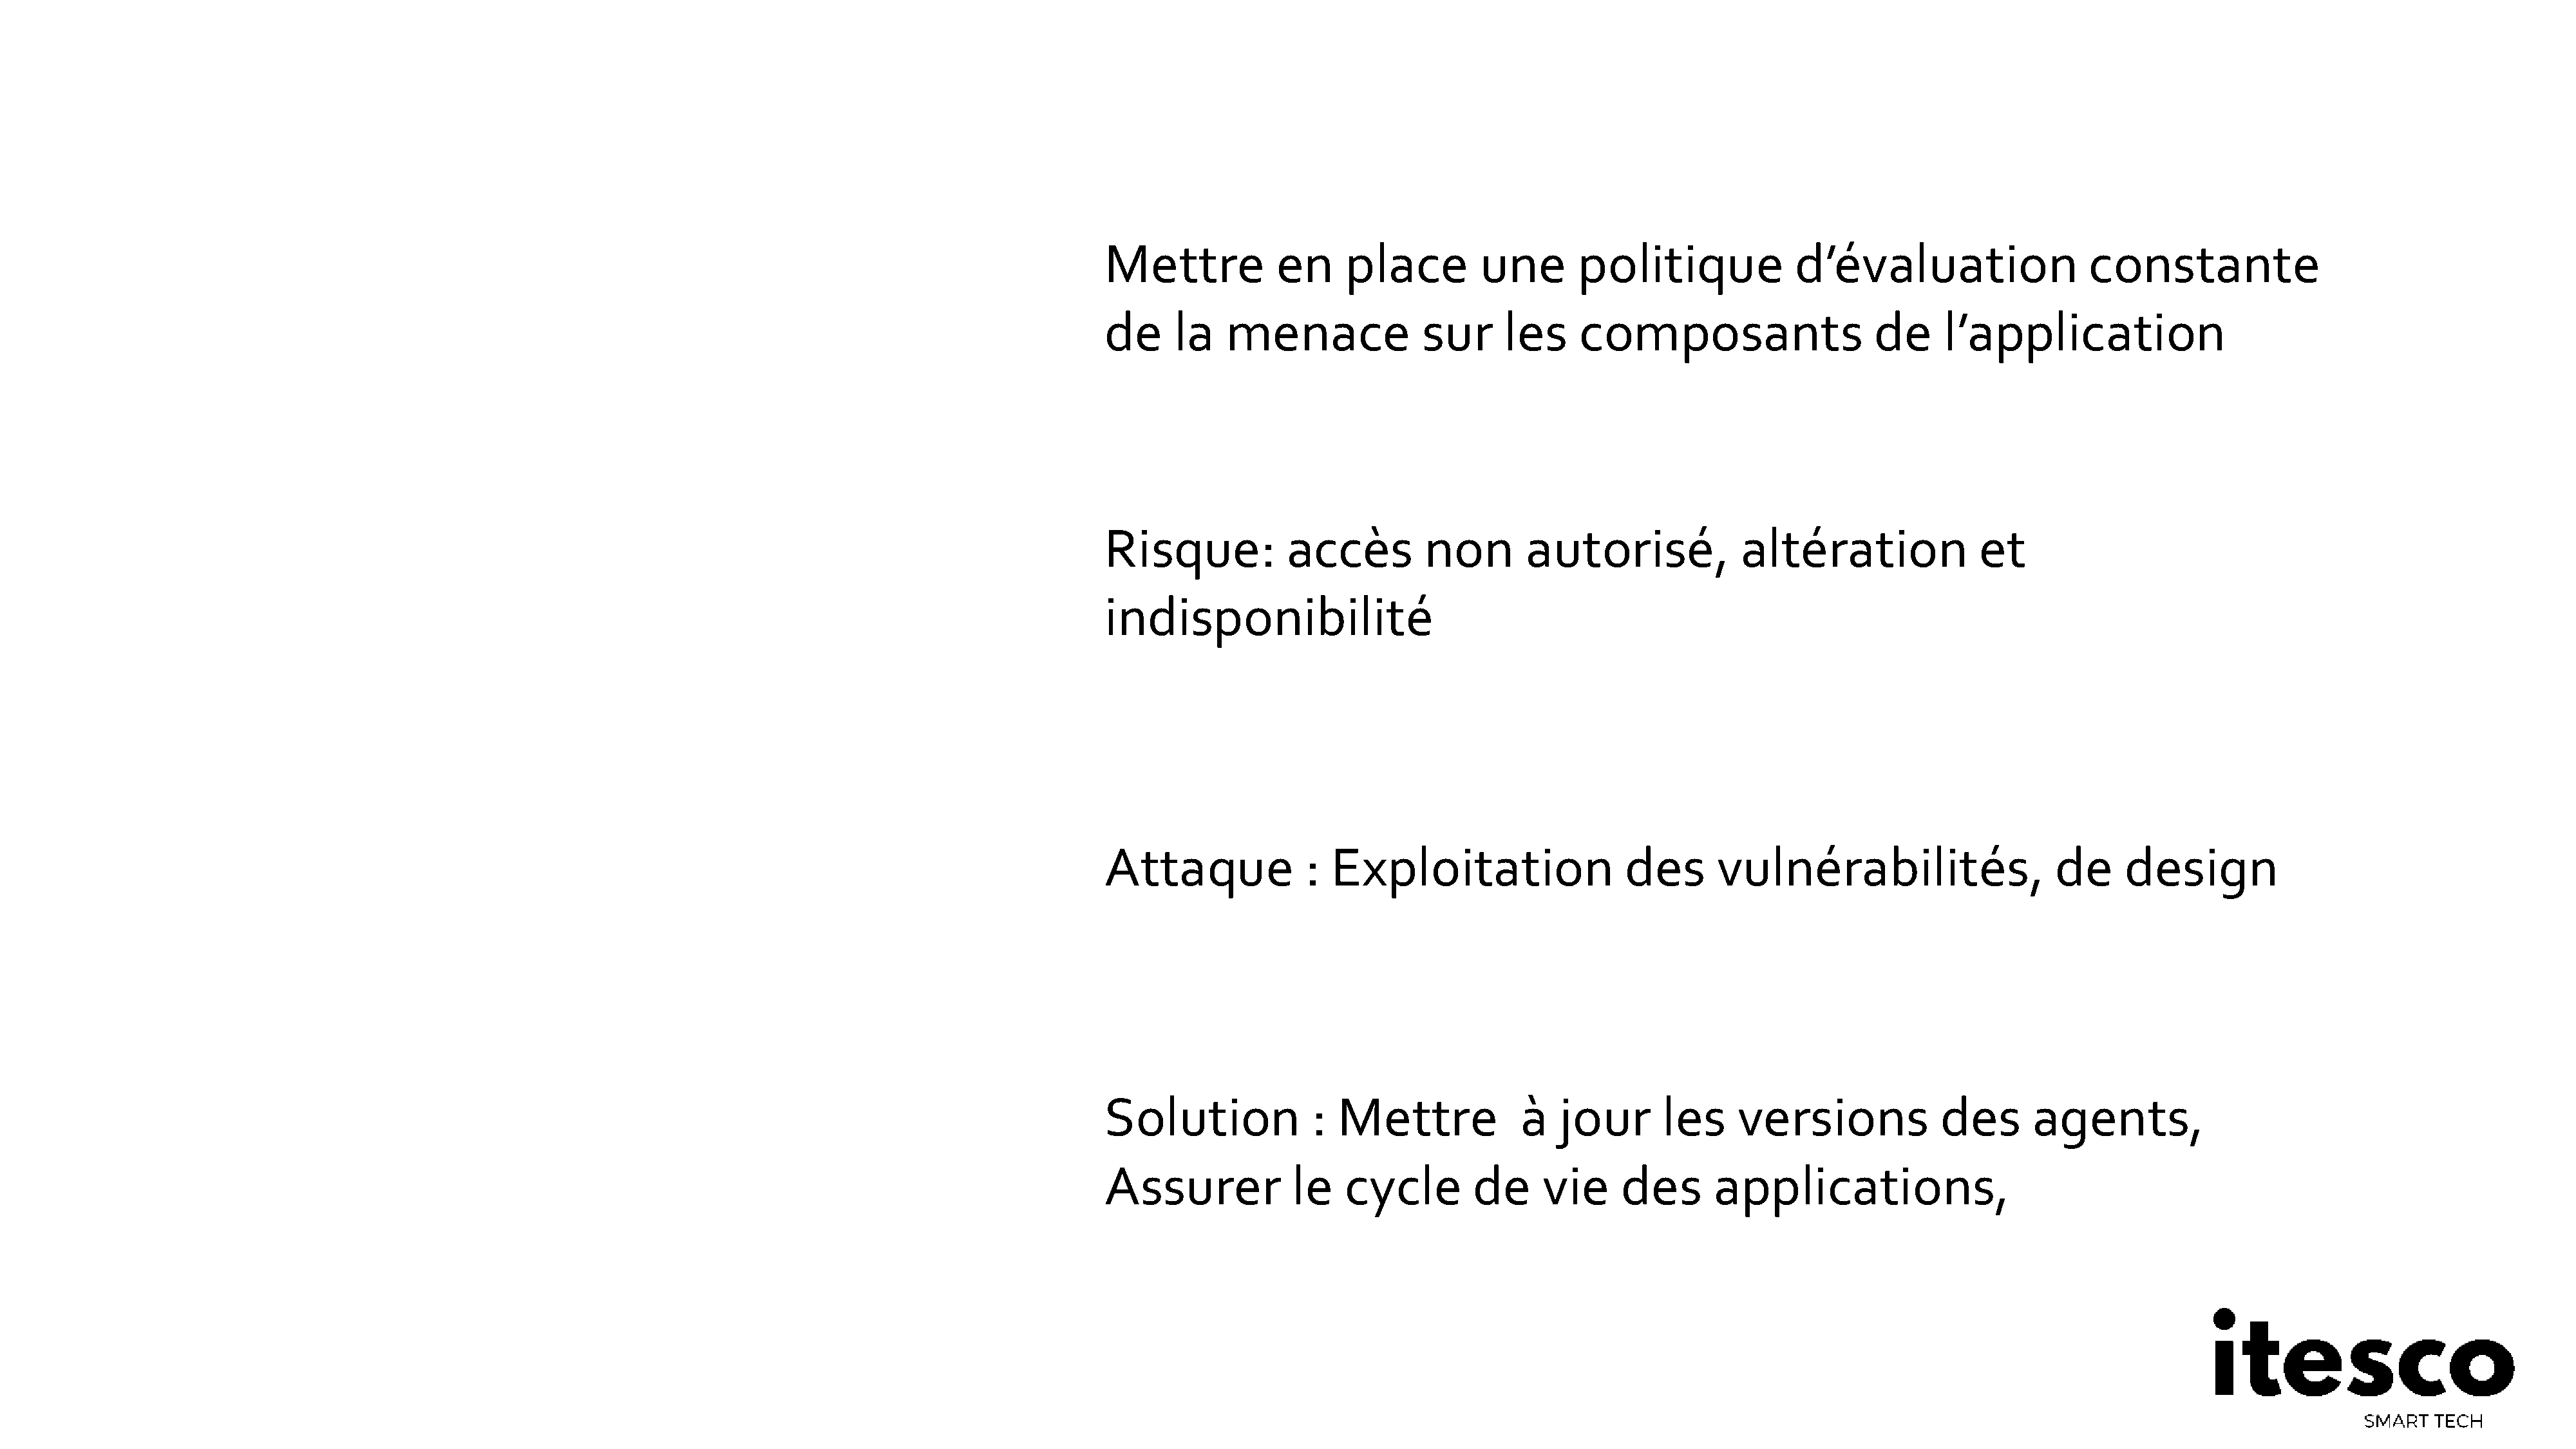 Mettre en place une politique d’évaluation constante
de la menace sur les composants de l’application
Risque: accès non autorisé, altération et
indisponibilité
Attaque : Exploitation des vulnérabilités, de design
Solution : Mettre à jour les versions des agents,
Assurer le cycle de vie des applications,
itesco
SMART TECH